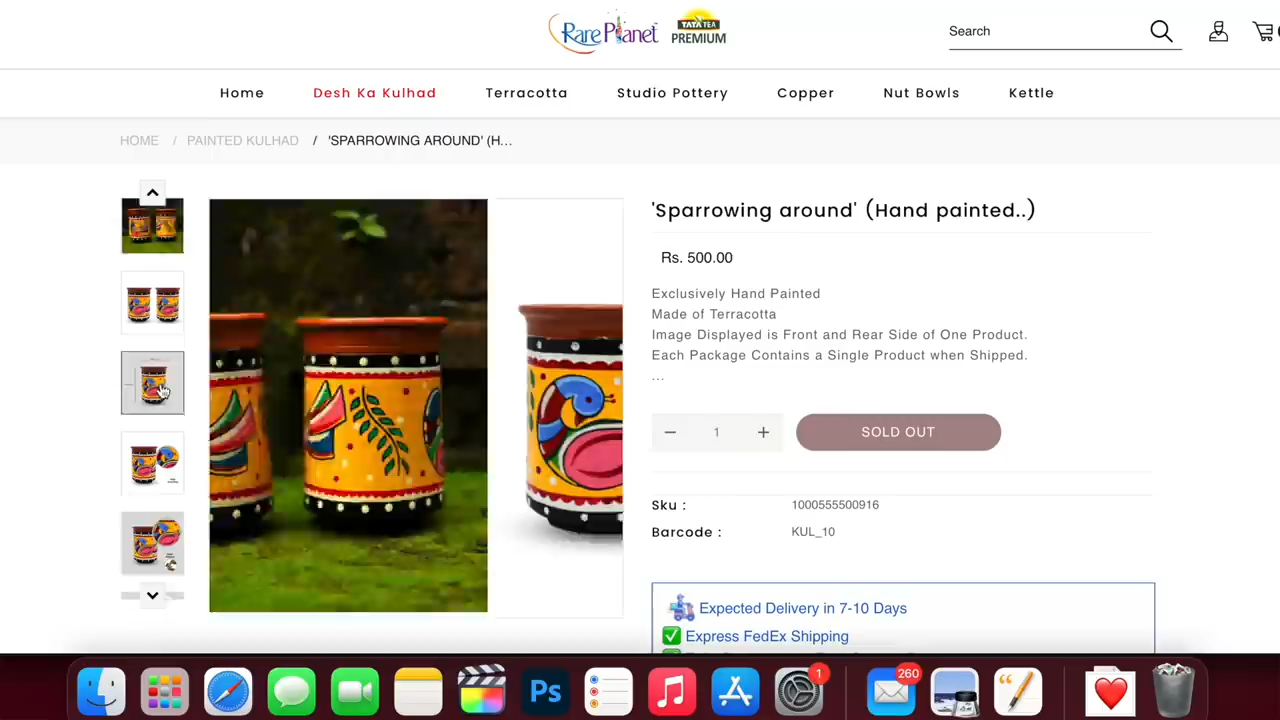 Rare Planet
TATA TEA
PREMIUM
Search
Home
Desh Ka Kulhad
Terracotta
Studio Pottery
Copper
Nut Bowls
Kettle
HOME / PAINTED KULHAD / 'SPARROWING AROUND' (H...
'Sparrowing around' (Hand painted..)
Rs. 500.00
Exclusively Hand Painted
Made of Terracotta
Image Displayed is Front and Rear Side of One Product.
Each Package Contains a Single Product when Shipped.
...
− 1 +
SOLD OUT
Sku : 1000555500916
Barcode : KUL_10
Expected Delivery in 7-10 Days
Express FedEx Shipping
Ps
1
260